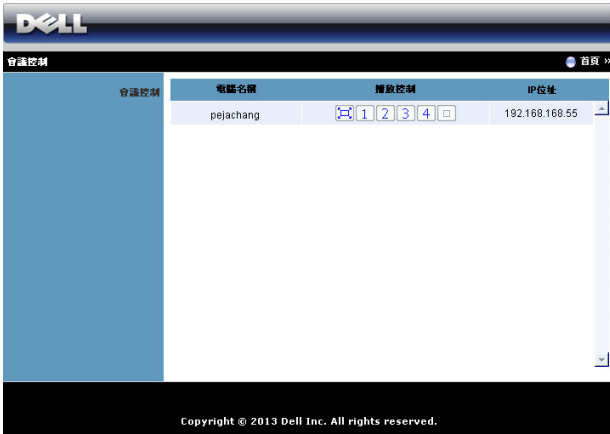 DELL
會議控制
首頁 »
會議控制
電腦名稱 播放控制 IP位址
pejachang 1 2 3 4 192.168.168.55
Copyright © 2013 Dell Inc. All rights reserved.